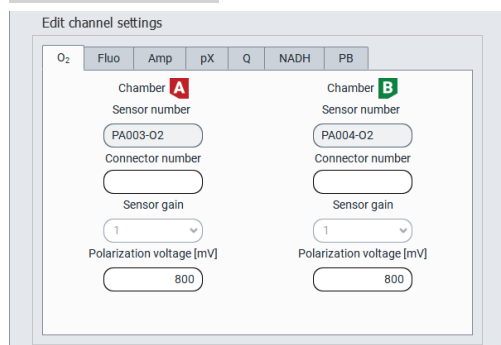 Edit channel settings
O₂ Fluo Amp pX Q NADH PB
Chamber A Chamber B
Sensor number Sensor number
PA003-O2 PA004-O2
Connector number Connector number
Sensor gain Sensor gain
1 1
Polarization voltage [mV] Polarization voltage [mV]
800 800